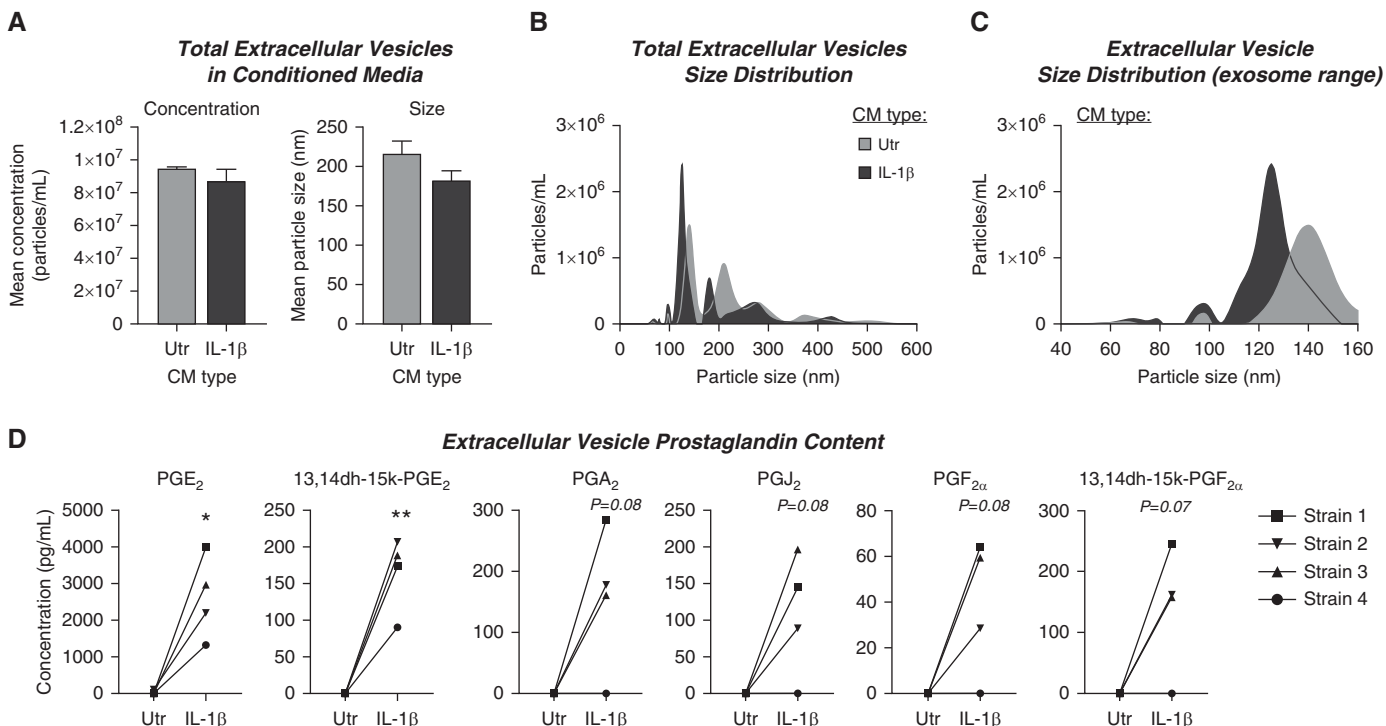 A
Total Extracellular Vesicles
in Conditioned Media
Concentration
Size
Mean concentration
(particles/mL)
1.2×10⁸
1×10⁷
8×10⁷
6×10⁷
4×10⁷
2×10⁷
0
Utr IL-1β
CM type
Mean particle size (nm)
250
200
150
100
50
0
Utr IL-1β
CM type
B
Total Extracellular Vesicles
Size Distribution
CM type:
Utr
IL-1β
Particles/mL
3×10⁶
2×10⁶
1×10⁶
0
0 100 200 300 400 500 600
Particle size (nm)
C
Extracellular Vesicle
Size Distribution (exosome range)
CM type:
Particles/mL
3×10⁶
2×10⁶
1×10⁶
0
40 60 80 100 120 140 160
Particle size (nm)
D
Extracellular Vesicle Prostaglandin Content
Concentration (pg/mL)
PGE₂
*
5000
4000
3000
2000
1000
0
Utr IL-1β
13,14dh-15k-PGE₂
**
250
200
150
100
50
0
Utr IL-1β
PGA₂
P=0.08
300
200
100
0
Utr IL-1β
PGJ₂
P=0.08
250
200
150
100
50
0
Utr IL-1β
PGF₂α
P=0.08
80
60
40
20
0
Utr IL-1β
13,14dh-15k-PGF₂α
P=0.07
300
200
100
0
Utr IL-1β
Strain 1
Strain 2
Strain 3
Strain 4